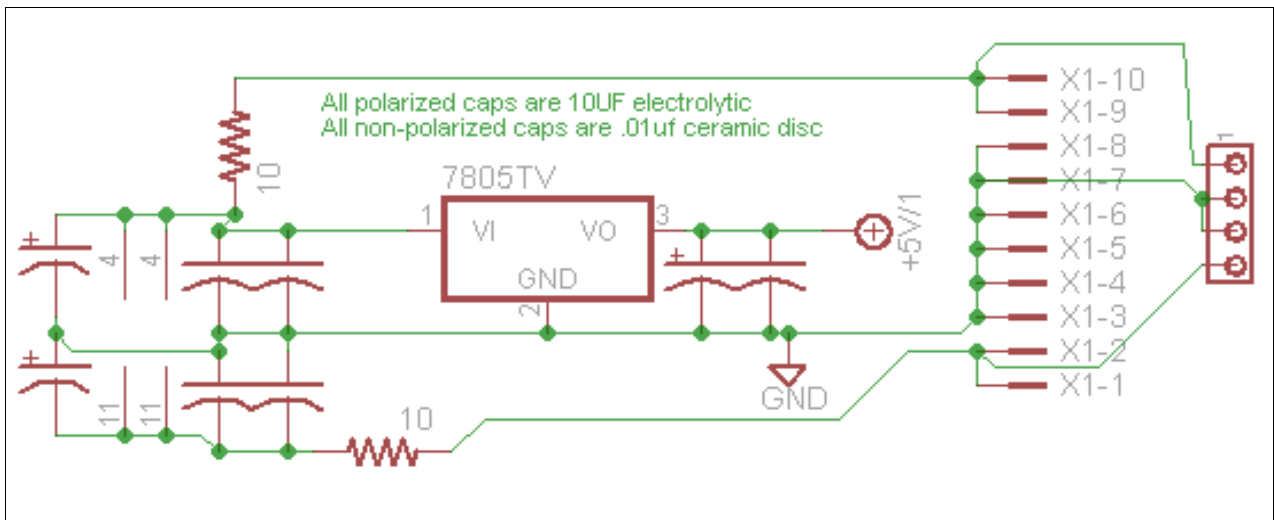 X1-10
All polarized caps are 10UF electrolytic
All non-polarized caps are .01uf ceramic disc
X1-9
1
X1-8
10
7805TV
X1-7
1
3
+5V/1
X1-6
VI
VO
+
4
4
X1-5
GND
+
X1-4
2
X1-3
+
X1-2
GND
X1-1
11
11
10